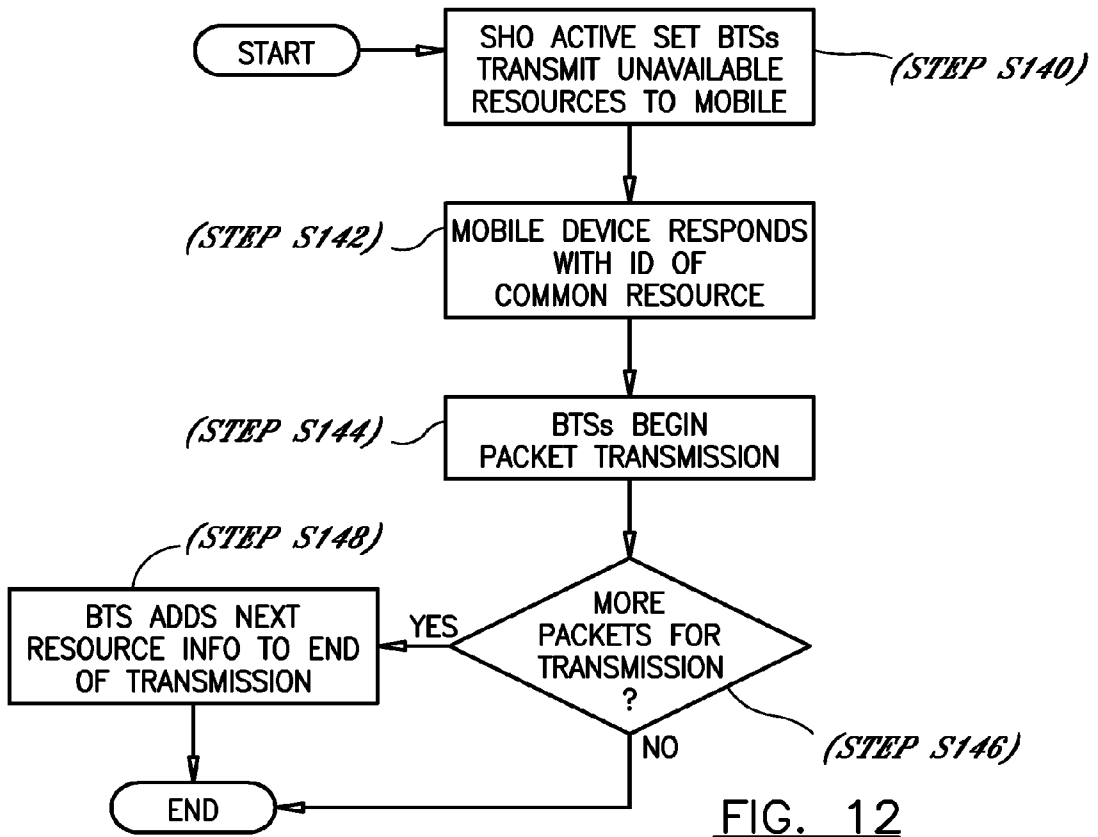 START
SHO ACTIVE SET BTSs
TRANSMIT UNAVAILABLE
RESOURCES TO MOBILE
(STEP S140)
(STEP S142)
MOBILE DEVICE RESPONDS
WITH ID OF
COMMON RESOURCE
(STEP S144)
BTSs BEGIN
PACKET TRANSMISSION
(STEP S148)
BTS ADDS NEXT
RESOURCE INFO TO END
OF TRANSMISSION
YES
MORE
PACKETS FOR
TRANSMISSION
?
NO
(STEP S146)
END
FIG. 12